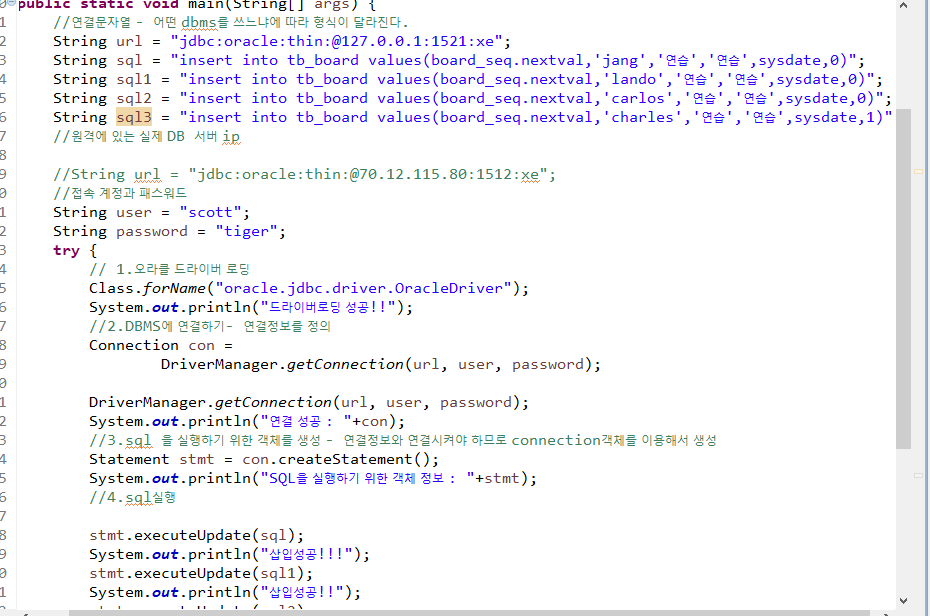 public static void main(String[] args) {
//연결문자열 - 어떤 dbms를 쓰느냐에 따라 형식이 달라진다.
String url = "jdbc:oracle:thin:@127.0.0.1:1521:xe";
String sql = "insert into tb_board values(board_seq.nextval,'jang','연습','연습',sysdate,0)";
String sql1 = "insert into tb_board values(board_seq.nextval,'lando','연습','연습',sysdate,0)";
String sql2 = "insert into tb_board values(board_seq.nextval,'carlos','연습','연습',sysdate,0)";
String sql3 = "insert into tb_board values(board_seq.nextval,'charles','연습','연습',sysdate,1)"
//원격에 있는 실제 DB 서버 ip
//String url = "jdbc:oracle:thin:@70.12.115.80:1512:xe";
//접속 계정과 패스워드
String user = "scott";
String password = "tiger";
try {
// 1.오라클 드라이버 로딩
Class.forName("oracle.jdbc.driver.OracleDriver");
System.out.println("드라이버로딩 성공!!");
//2.DBMS에 연결하기- 연결정보를 정의
Connection con =
DriverManager.getConnection(url, user, password);
DriverManager.getConnection(url, user, password);
System.out.println("연결 성공 : "+con);
//3.sql 을 실행하기 위한 객체를 생성 - 연결정보와 연결시켜야 하므로 connection객체를 이용해서 생성
Statement stmt = con.createStatement();
System.out.println("SQL을 실행하기 위한 객체 정보 : "+stmt);
//4.sql실행
stmt.executeUpdate(sql);
System.out.println("삽입성공!!!");
stmt.executeUpdate(sql1);
System.out.println("삽입성공!!");